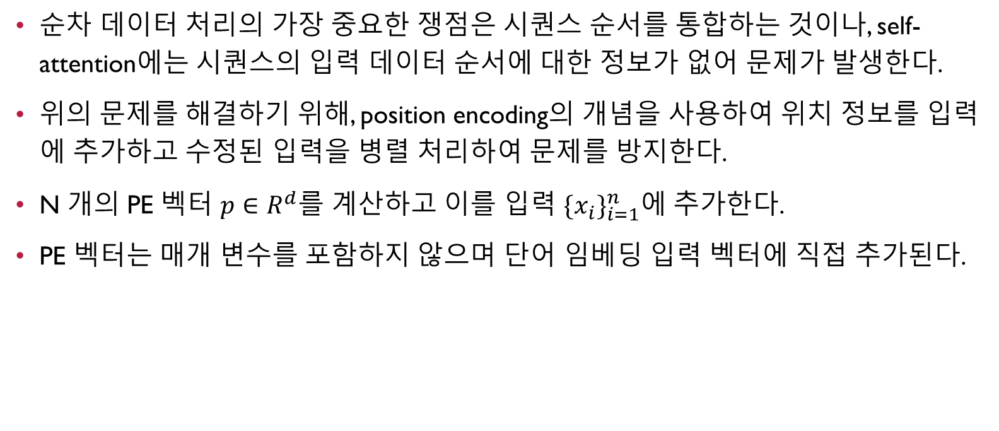 • 순차 데이터 처리의 가장 중요한 쟁점은 시퀀스 순서를 통합하는 것이나, self-
attention에는 시퀀스의 입력 데이터 순서에 대한 정보가 없어 문제가 발생한다.
• 위의 문제를 해결하기 위해, position encoding의 개념을 사용하여 위치 정보를 입력
에 추가하고 수정된 입력을 병렬 처리하여 문제를 방지한다.
• N 개의 PE 벡터 $p \in R^d$를 계산하고 이를 입력 $\{x_i\}_{i=1}^n$에 추가한다.
• PE 벡터는 매개 변수를 포함하지 않으며 단어 임베딩 입력 벡터에 직접 추가된다.